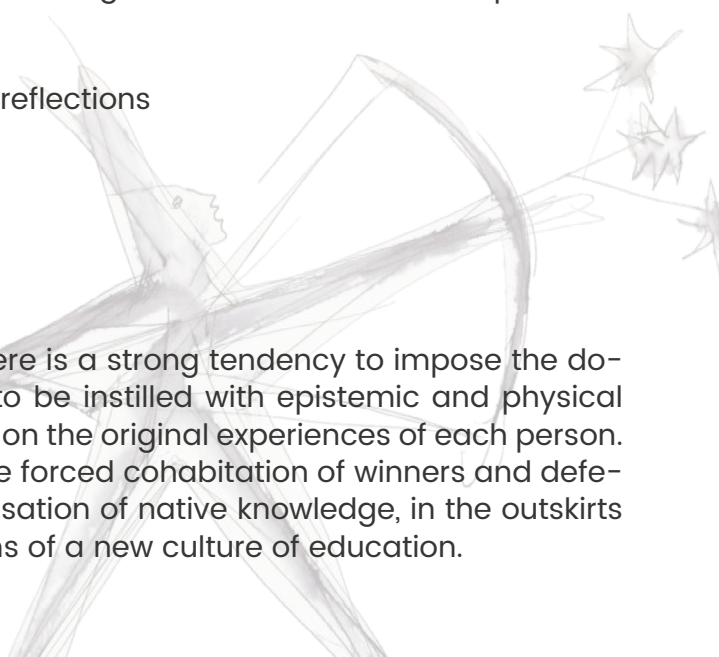 reflections
ere is a strong tendency to impose the do-
to be instilled with epistemic and physical
on the original experiences of each person.
e forced cohabitation of winners and defe-
sation of native knowledge, in the outskirts
ns of a new culture of education.